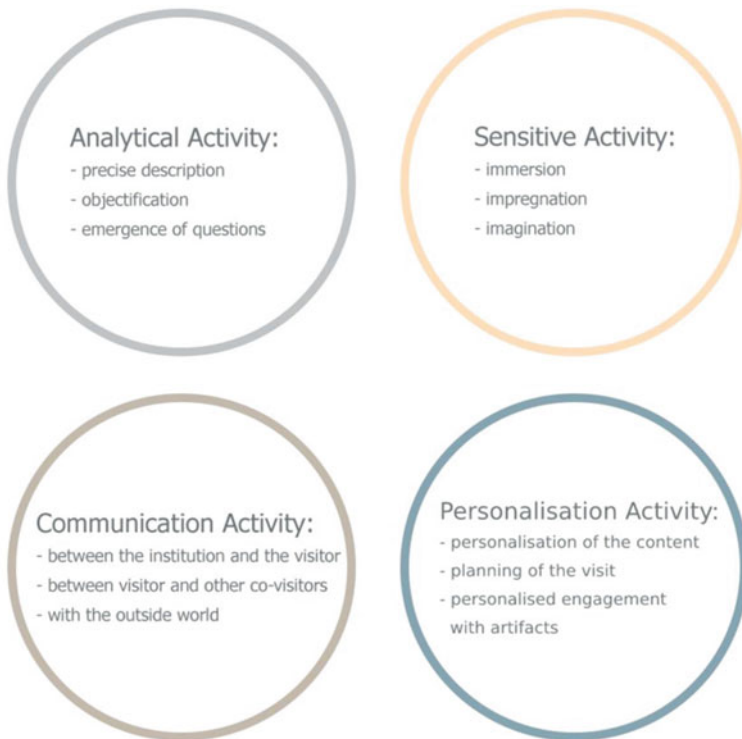 Analytical Activity:
- precise description
- objectification
- emergence of questions
Sensitive Activity:
- immersion
- impregnation
- imagination
Communication Activity:
- between the institution and the visitor
- between visitor and other co-visitors
- with the outside world
Personalisation Activity:
- personalisation of the content
- planning of the visit
- personalised engagement
with artifacts